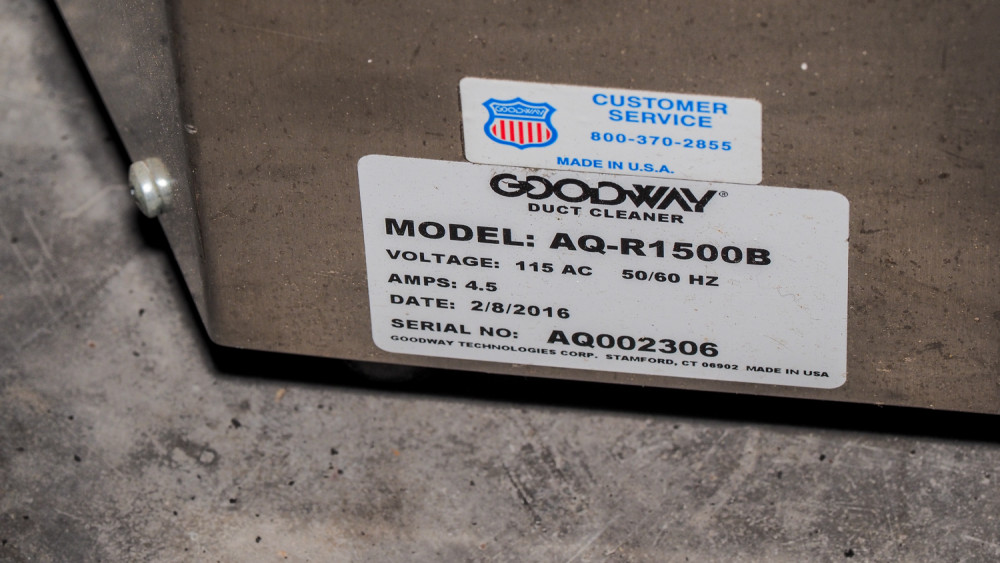 GOODWAY
CUSTOMER
SERVICE
800-370-2855
MADE IN U.S.A.
GOODWAY®
DUCT CLEANER
MODEL: AQ-R1500B
VOLTAGE: 115 AC 50/60 HZ
AMPS: 4.5
DATE: 2/8/2016
SERIAL NO: AQ002306
GOODWAY TECHNOLOGIES CORP. STAMFORD, CT 06902 MADE IN USA